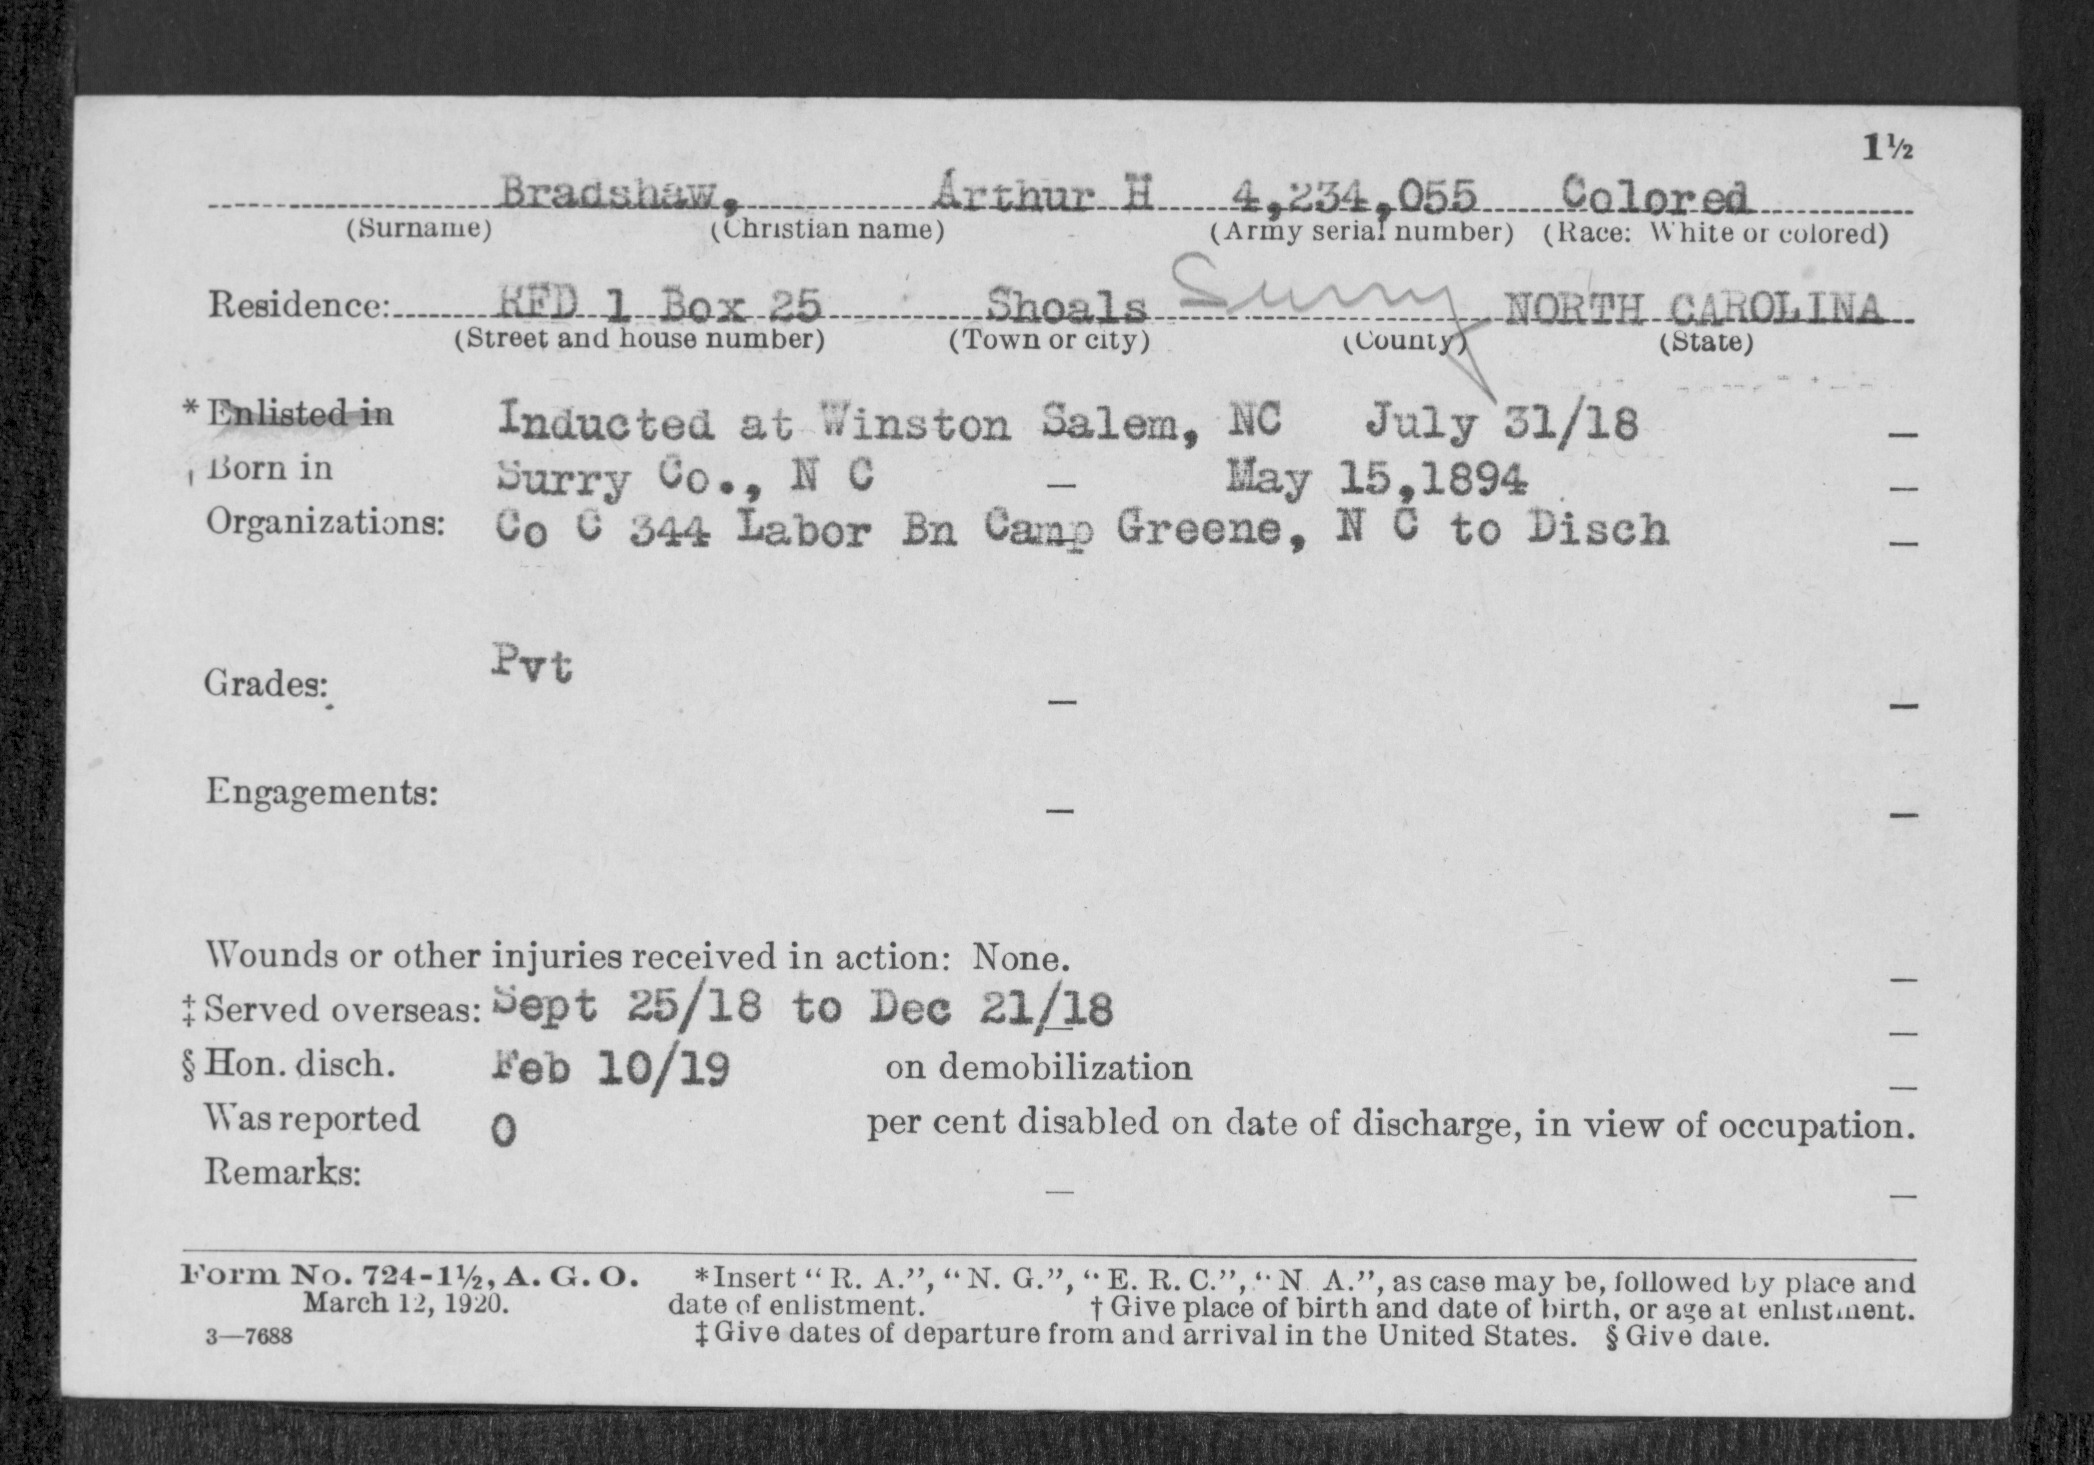 1½
Bradshaw, Arthur H 4,234,055 Colored
(Surname) (Christian name) (Army serial number) (Race: White or colored)
Residence: RFD 1 Box 25 Shoals Surry NORTH CAROLINA
(Street and house number) (Town or city) (County) (State)
* Enlisted in Inducted at Winston Salem, NC July 31/18 —
† Born in Surry Co., N C — May 15,1894 —
Organizations: Co C 344 Labor Bn Camp Greene, N C to Disch —
Pvt
Grades: — —
Engagements: — —
Wounds or other injuries received in action: None. —
‡ Served overseas: Sept 25/18 to Dec 21/18 —
§ Hon. disch. Feb 10/19 on demobilization —
Was reported 0 per cent disabled on date of discharge, in view of occupation.
Remarks: — —
Form No. 724-1½, A. G. O. *Insert “R. A.”, “N. G.”, “E. R. C.”, “N. A.”, as case may be, followed by place and
March 12, 1920. date of enlistment. † Give place of birth and date of birth, or age at enlistment.
3—7688 ‡ Give dates of departure from and arrival in the United States. § Give date.